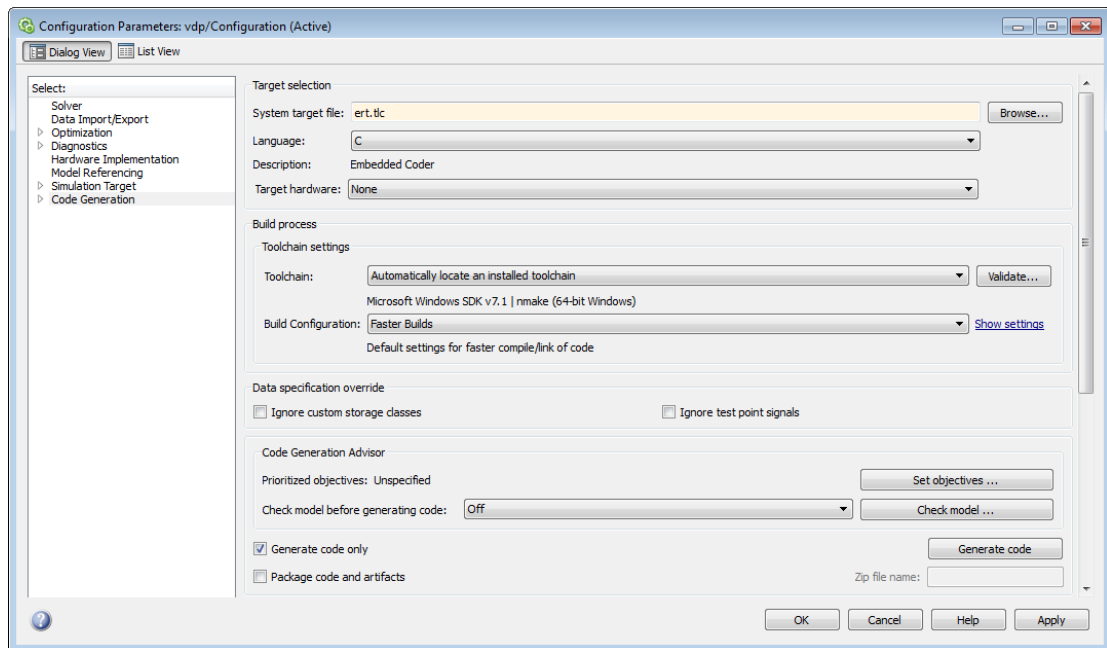 Configuration Parameters: vdp/Configuration (Active)
Dialog View List View
Select:
Solver
Data Import/Export
Optimization
Diagnostics
Hardware Implementation
Model Referencing
Simulation Target
Code Generation
Target selection
System target file: ert.tlc Browse...
Language: C
Description: Embedded Coder
Target hardware: None
Build process
Toolchain settings
Toolchain: Automatically locate an installed toolchain Validate...
Microsoft Windows SDK v7.1 | nmake (64-bit Windows)
Build Configuration: Faster Builds Show settings
Default settings for faster compile/link of code
Data specification override
Ignore custom storage classes Ignore test point signals
Code Generation Advisor
Prioritized objectives: Unspecified Set objectives ...
Check model before generating code: Off Check model ...
Generate code only Generate code
Package code and artifacts Zip file name:
OK Cancel Help Apply